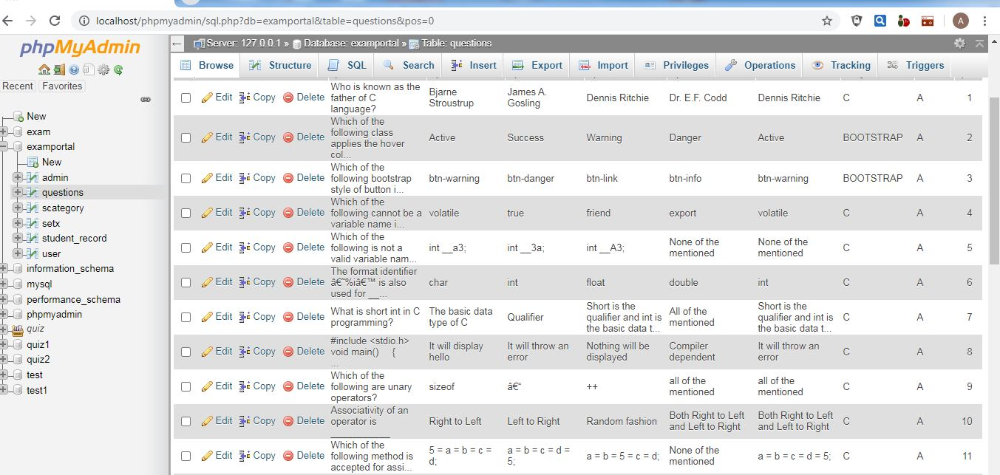 localhost/phpmyadmin/sql.php?db=examportal&table=questions&pos=0
A
phpMyAdmin
Recent Favorites
New
exam
examportal
New
admin
questions
scategory
setx
student_record
user
information_schema
mysql
performance_schema
phpmyadmin
quiz
quiz1
quiz2
test
test1
Server: 127.0.0.1 » Database: examportal » Table: questions
Browse Structure SQL Search Insert Export Import Privileges Operations Tracking Triggers
Edit Copy Delete
Who is known as the
father of C
language?
Bjarne
Stroustrup
James A.
Gosling
Dennis Ritchie
Dr. E.F. Codd
Dennis Ritchie
C
A
1
Edit Copy Delete
Which of the
following class
applies the hover
col...
Active
Success
Warning
Danger
Active
BOOTSTRAP
A
2
Edit Copy Delete
Which of the
following bootstrap
style of button i...
btn-warning
btn-danger
btn-link
btn-info
btn-warning
BOOTSTRAP
A
3
Edit Copy Delete
Which of the
following cannot be a
variable name i...
volatile
true
friend
export
volatile
C
A
4
Edit Copy Delete
Which of the
following is not a
valid variable nam...
int __a3;
int __3a;
int __A3;
None of the
mentioned
None of the
mentioned
C
A
5
Edit Copy Delete
The format identifier
â€˜%iâ€™ is also
used for __...
char
int
float
double
int
C
A
6
Edit Copy Delete
What is short int in C
programming?
The basic data
type of C
Qualifier
Short is the
qualifier and int is
the basic data t...
All of the
mentioned
Short is the
qualifier and int is
the basic data t...
C
A
7
Edit Copy Delete
#include <stdio.h>
void main() {
...
It will display
hello
It will throw an
error
Nothing will be
displayed
Compiler
dependent
It will throw an
error
C
A
8
Edit Copy Delete
Which of the
following are unary
operators?
sizeof
â€“
++
all of the
mentioned
all of the
mentioned
C
A
9
Edit Copy Delete
Associativity of an
operator is
___________
Right to Left
Left to Right
Random fashion
Both Right to Left
and Left to Right
Both Right to Left
and Left to Right
C
A
10
Edit Copy Delete
Which of the
following method is
accepted for assi...
5 = a = b = c =
d;
a = b = c = d =
5;
a = b = 5 = c = d;
None of the
mentioned
a = b = c = d = 5;
C
A
11